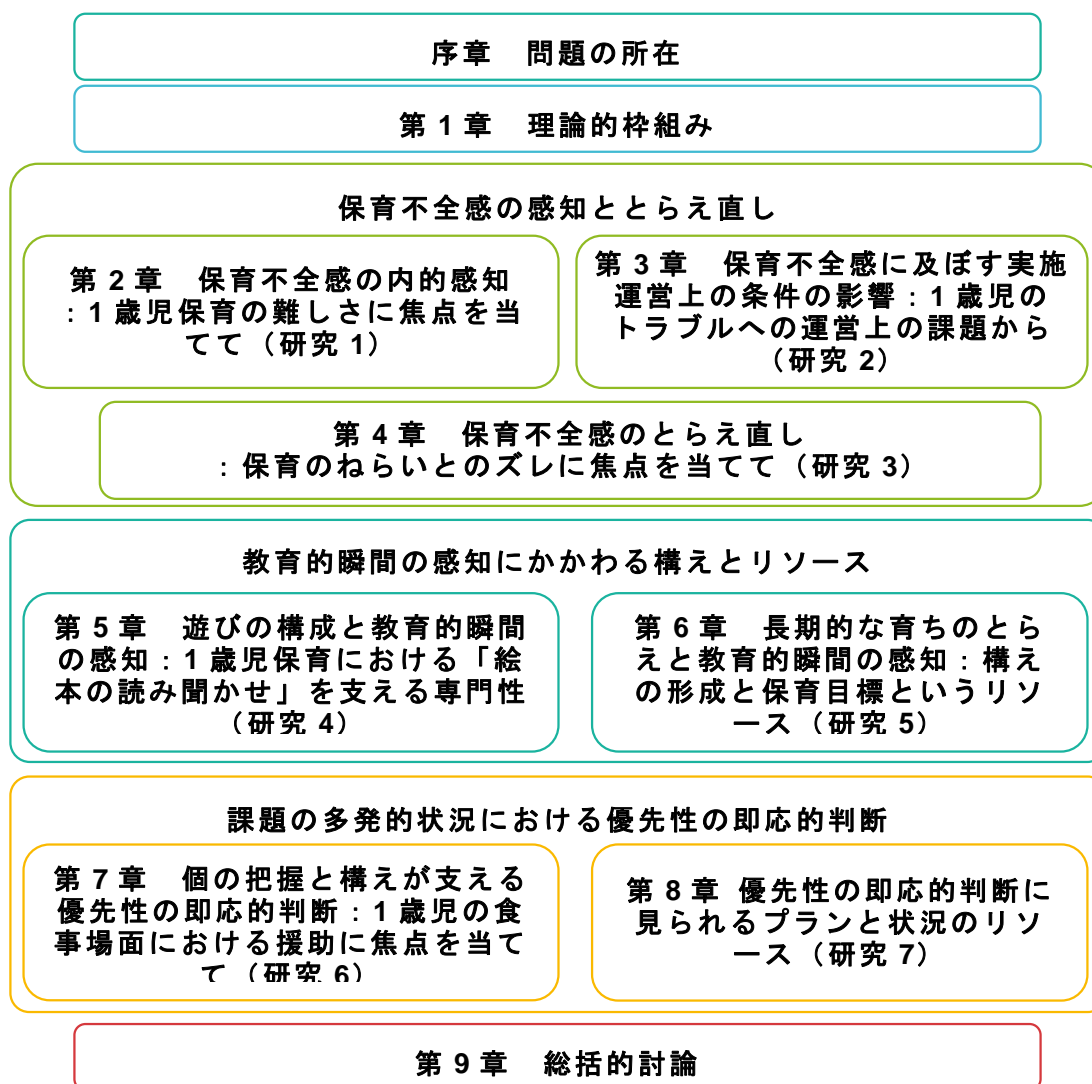 序章　問題の所在
第 1 章　理論的枠組み
保育不全感の感知ととらえ直し
第 2 章　保育不全感の内的感知
：1 歳児保育の難しさに焦点を当
てて（研究 1）
第 3 章　保育不全感に及ぼす実施
運営上の条件の影響：1 歳児の
トラブルへの運営上の課題から
（研究 2）
第 4 章　保育不全感のとらえ直し
：保育のねらいとのズレに焦点を当てて（研究 3）
教育的瞬間の感知にかかわる構えとリソース
第 5 章　遊びの構成と教育的瞬間
の感知：1 歳児保育における「絵
本の読み聞かせ」を支える専門性
（研究 4）
第 6 章　長期的な育ちのとら
えと教育的瞬間の感知：構え
の形成と保育目標というリソ
ース（研究 5）
課題の多発的状況における優先性の即応的判断
第 7 章　個の把握と構えが支える
優先性の即応的判断：1 歳児の食
事場面における援助に焦点を当て
て（研究 6）
第 8 章 優先性の即応的判断に
見られるプランと状況のリソ
ース（研究 7）
第 9 章　総括的討論